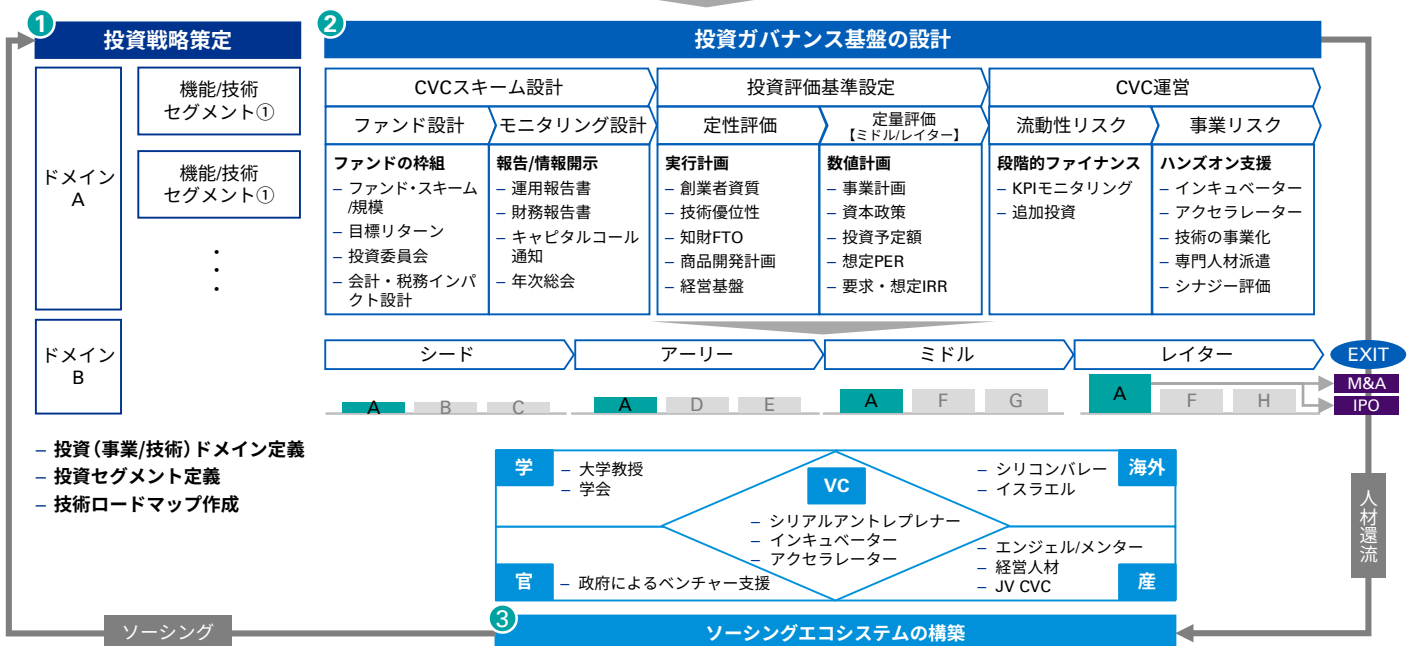 1
投資戦略策定
ドメイン
A
機能/技術
セグメント①
機能/技術
セグメント①
・
・
・
ドメイン
B
– 投資（事業/技術）ドメイン定義
– 投資セグメント定義
– 技術ロードマップ作成
2
投資ガバナンス基盤の設計
CVCスキーム設計
投資評価基準設定
CVC運営
ファンド設計
モニタリング設計
定性評価
定量評価
【ミドル/レイター】
流動性リスク
事業リスク
ファンドの枠組
– ファンド・スキーム
/規模
– 目標リターン
– 投資委員会
– 会計・税務インパ
クト設計
報告/情報開示
– 運用報告書
– 財務報告書
– キャピタルコール
通知
– 年次総会
実行計画
– 創業者資質
– 技術優位性
– 知財FTO
– 商品開発計画
– 経営基盤
数値計画
– 事業計画
– 資本政策
– 投資予定額
– 想定PER
– 要求・想定IRR
段階的ファイナンス
– KPIモニタリング
– 追加投資
ハンズオン支援
– インキュベーター
– アクセラレーター
– 技術の事業化
– 専門人材派遣
– シナジー評価
シード
アーリー
ミドル
レイター
EXIT
A
B
C
A
D
E
A
F
G
A
F
H
M&A
IPO
学
– 大学教授
– 学会
VC
– シリアルアントレプレナー
– インキュベーター
– アクセラレーター
– シリコンバレー
– イスラエル
海外
官
– 政府によるベンチャー支援
– エンジェル/メンター
– 経営人材
– JV CVC
産
人材還流
3
ソーシングエコシステムの構築
ソーシング